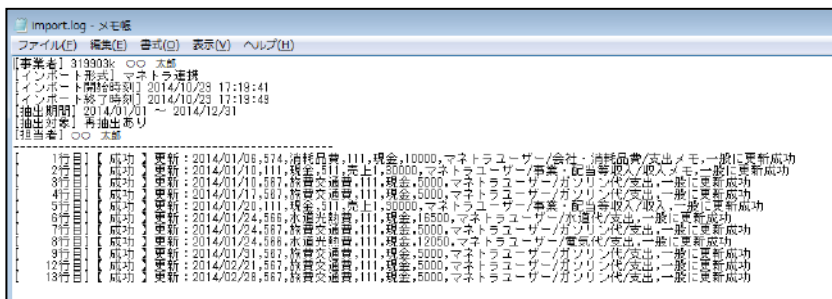 import.log - メモ帳
ファイル(F) 編集(E) 書式(O) 表示(V) ヘルプ(H)
[事業者] 319903k ○○ 太郎
[インポート形式] マネトラ連携
[インポート開始時刻] 2014/10/23 17:19:41
[インポート終了時刻] 2014/10/23 17:19:49
[抽出期間] 2014/01/01 ～ 2014/12/31
[抽出対象] 再抽出あり
[担当者] ○○ 太郎
--------------------------------------------------
[ 1行目] 【 成功 】更新：2014/01/06,574,消耗品費,111,現金,10000,マネトラユーザー/会社・消耗品費/支出メモ,一般に更新成功
[ 2行目] 【 成功 】更新：2014/01/10,111,現金,511,売上1,30000,マネトラユーザー/事業・配当等収入/収入メモ,一般に更新成功
[ 3行目] 【 成功 】更新：2014/01/10,567,旅費交通費,111,現金,5000,マネトラユーザー/ガソリン代/支出,一般に更新成功
[ 4行目] 【 成功 】更新：2014/01/17,567,旅費交通費,111,現金,5000,マネトラユーザー/ガソリン代/支出,一般に更新成功
[ 5行目] 【 成功 】更新：2014/01/20,111,現金,511,売上1,50000,マネトラユーザー/事業・配当等収入/収入,一般に更新成功
[ 6行目] 【 成功 】更新：2014/01/24,566,水道光熱費,111,現金,16500,マネトラユーザー/水道代/支出,一般に更新成功
[ 7行目] 【 成功 】更新：2014/01/24,567,旅費交通費,111,現金,5000,マネトラユーザー/ガソリン代/支出,一般に更新成功
[ 8行目] 【 成功 】更新：2014/01/24,566,水道光熱費,111,現金,12050,マネトラユーザー/電気代/支出,一般に更新成功
[ 9行目] 【 成功 】更新：2014/01/31,567,旅費交通費,111,現金,5000,マネトラユーザー/ガソリン代/支出,一般に更新成功
[ 12行目] 【 成功 】更新：2014/02/21,567,旅費交通費,111,現金,5000,マネトラユーザー/ガソリン代/支出,一般に更新成功
[ 13行目] 【 成功 】更新：2014/02/28,567,旅費交通費,111,現金,5000,マネトラユーザー/ガソリン代/支出,一般に更新成功